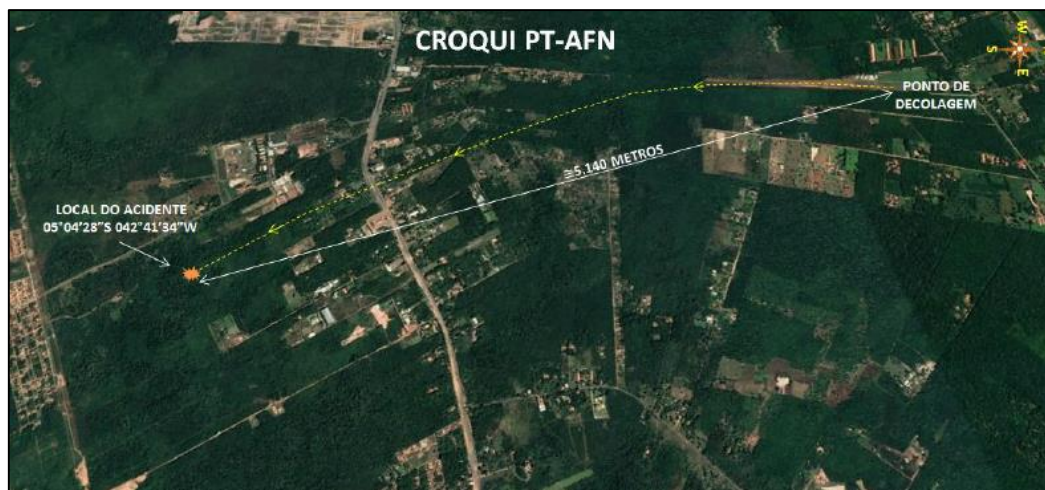 CROQUI PT-AFN
W
S
E
PONTO DE
DECOLAGEM
≅5.140 METROS
LOCAL DO ACIDENTE
05°04'28"S 042°41'34"W